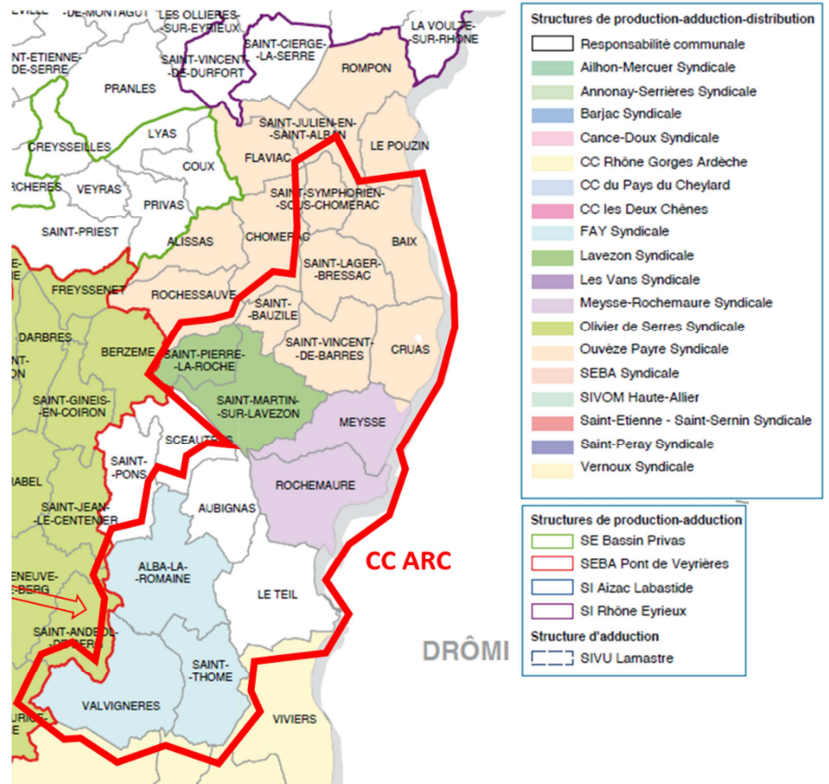 -DE-MONTAGUT
LES OLLIERES
-SUR-EYRIEUX
LA VOULTE
-SUR-RHÔNE
SAINT-CIERGE
-LA-SERRE
SAINT-VINCENT
-DE-DURFORT
ROMPON
NT-ETIENNE
DE-SERRE
PRANLES
SAINT-JULIEN-EN-
-SAINT-ALBAN
LE POUZIN
LYAS
CREYSSEILLES
FLAVIAC
COUX
RCHERES
VEYRAS
PRIVAS
SAINT-SYMPHORIEN-
-SOUS-CHOMERAC
SAINT-PRIEST
ALISSAS
CHOMERAC
BAIX
SAINT-LAGER-
-BRESSAC
FREYSSENET
ROCHESSAUVE
SAINT-
-BAUZILE
DARBRES
BERZEME
SAINT-PIERRE-
-LA-ROCHE
SAINT-VINCENT-
-DE-BARRES
CRUAS
SAINT-GINEIS-
-EN-COIRON
SAINT-MARTIN-
-SUR-LAVEZON
MEYSSE
SCEAUTRES
SAINT-
-PONS
RABEL
ROCHEMAURE
AUBIGNAS
SAINT-JEAN-
-LE-CENTENIER
CC ARC
ALBA-LA-
-ROMAINE
LE TEIL
ENEUVE
-BERG
SAINT-ANDEOL-
DRÔMI
SAINT-
-THOME
VALVIGNERES
VIVIERS
Structures de production-adduction-distribution
Responsabilité communale
Ailhon-Mercuer Syndicale
Annonay-Serrières Syndicale
Barjac Syndicale
Cance-Doux Syndicale
CC Rhône Gorges Ardèche
CC du Pays du Cheylard
CC les Deux Chênes
FAY Syndicale
Lavezon Syndicale
Les Vans Syndicale
Meysse-Rochemaure Syndicale
Olivier de Serres Syndicale
Ouvèze Payre Syndicale
SEBA Syndicale
SIVOM Haute-Allier
Saint-Etienne - Saint-Sernin Syndicale
Saint-Peray Syndicale
Vernoux Syndicale
Structures de production-adduction
SE Bassin Privas
SEBA Pont de Veyrières
SI Aizac Labastide
SI Rhône Eyrieux
Structure d'adduction
SIVU Lamastre